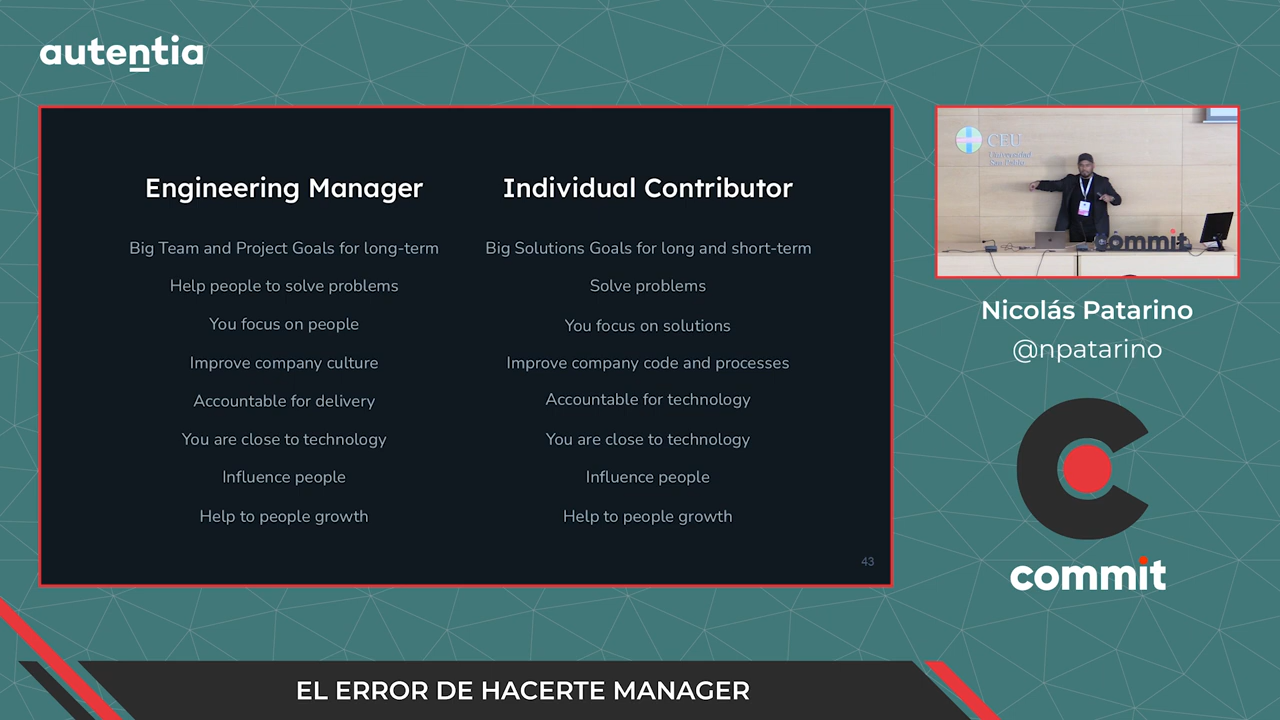 autentia
Engineering Manager
Individual Contributor
Big Team and Project Goals for long-term
Big Solutions Goals for long and short-term
Help people to solve problems
Solve problems
You focus on people
You focus on solutions
Improve company culture
Improve company code and processes
Accountable for delivery
Accountable for technology
You are close to technology
You are close to technology
Influence people
Influence people
Help to people growth
Help to people growth
43
CEU
Universidad
San Pablo
commit
Nicolás Patarino
@npatarino
commit
EL ERROR DE HACERTE MANAGER